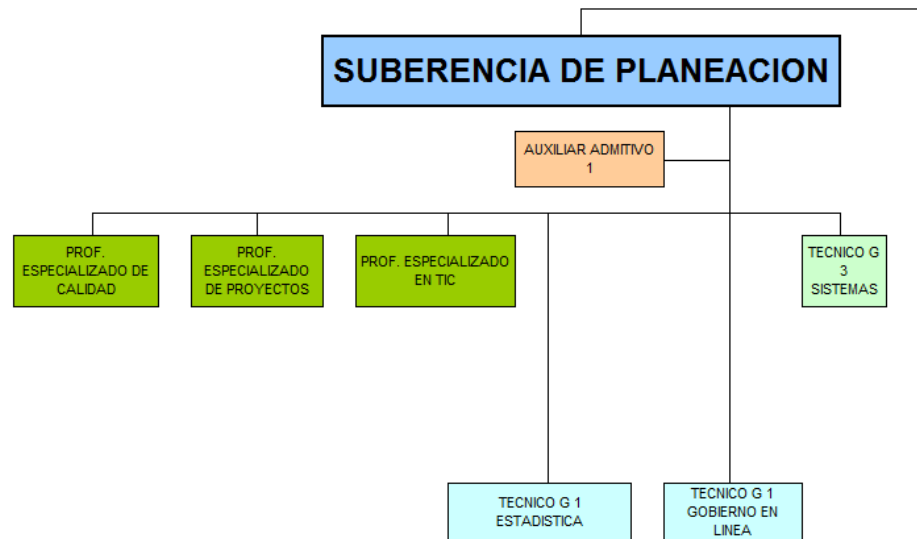 SUBERENCIA DE PLANEACION
AUXILIAR ADMITIVO
1
PROF.
ESPECIALIZADO DE
CALIDAD
PROF.
ESPECIALIZADO
DE PROYECTOS
PROF. ESPECIALIZADO
EN TIC
TECNICO G
3
SISTEMAS
TECNICO G 1
ESTADISTICA
TECNICO G 1
GOBIERNO EN
LINEA